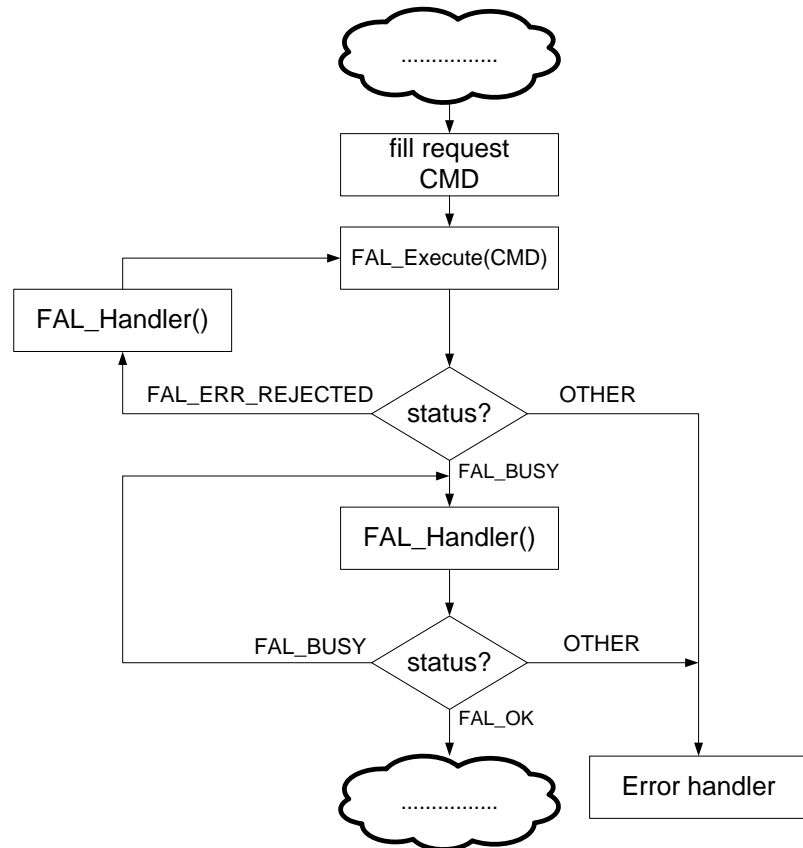 ................
fill request
CMD
FAL_Execute(CMD)
FAL_Handler()
FAL_ERR_REJECTED
status?
OTHER
FAL_BUSY
FAL_Handler()
FAL_BUSY
status?
OTHER
FAL_OK
................
Error handler